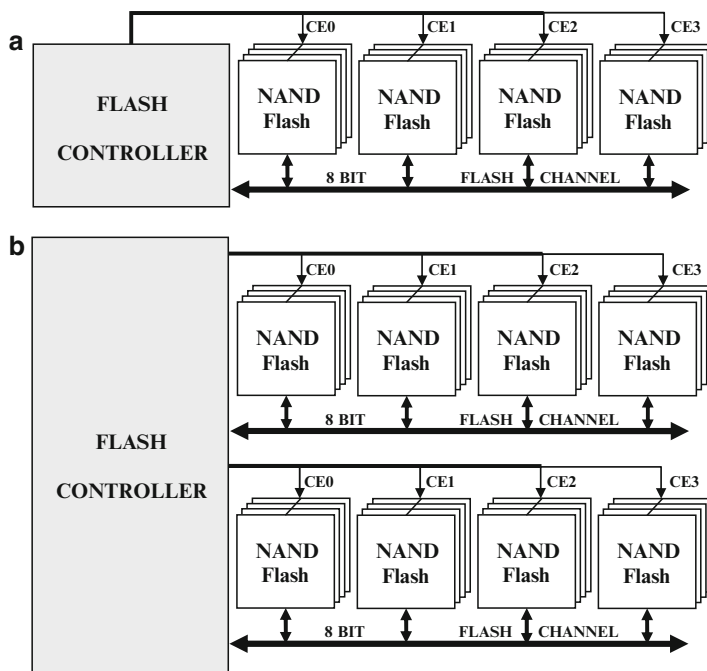 a
CE0 CE1 CE2 CE3
FLASH
CONTROLLER
NAND
Flash
NAND
Flash
NAND
Flash
NAND
Flash
8 BIT FLASH CHANNEL
b
FLASH
CONTROLLER
CE0 CE1 CE2 CE3
NAND
Flash
NAND
Flash
NAND
Flash
NAND
Flash
8 BIT FLASH CHANNEL
CE0 CE1 CE2 CE3
NAND
Flash
NAND
Flash
NAND
Flash
NAND
Flash
8 BIT FLASH CHANNEL